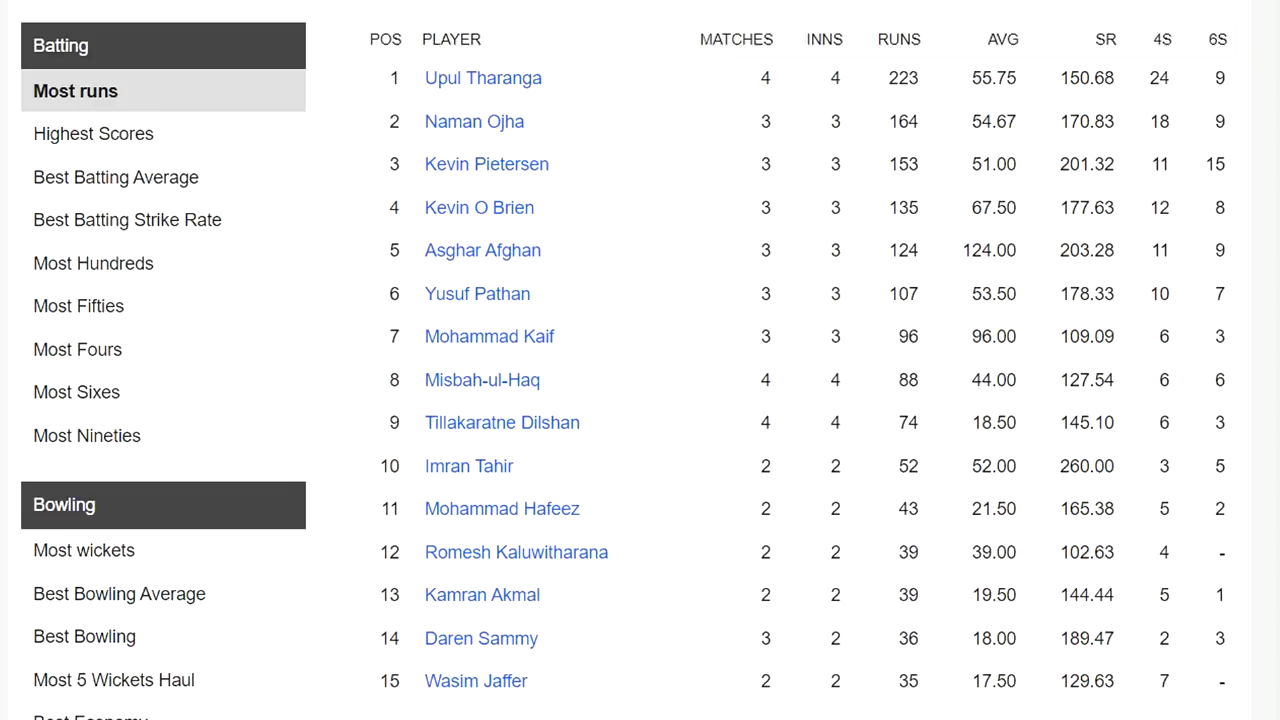 Batting
Most runs
Highest Scores
Best Batting Average
Best Batting Strike Rate
Most Hundreds
Most Fifties
Most Fours
Most Sixes
Most Nineties
Bowling
Most wickets
Best Bowling Average
Best Bowling
Most 5 Wickets Haul
Best Economy
POS PLAYER MATCHES INNS RUNS AVG SR 4S 6S
1 Upul Tharanga 4 4 223 55.75 150.68 24 9
2 Naman Ojha 3 3 164 54.67 170.83 18 9
3 Kevin Pietersen 3 3 153 51.00 201.32 11 15
4 Kevin O Brien 3 3 135 67.50 177.63 12 8
5 Asghar Afghan 3 3 124 124.00 203.28 11 9
6 Yusuf Pathan 3 3 107 53.50 178.33 10 7
7 Mohammad Kaif 3 3 96 96.00 109.09 6 3
8 Misbah-ul-Haq 4 4 88 44.00 127.54 6 6
9 Tillakaratne Dilshan 4 4 74 18.50 145.10 6 3
10 Imran Tahir 2 2 52 52.00 260.00 3 5
11 Mohammad Hafeez 2 2 43 21.50 165.38 5 2
12 Romesh Kaluwitharana 2 2 39 39.00 102.63 4 -
13 Kamran Akmal 2 2 39 19.50 144.44 5 1
14 Daren Sammy 3 2 36 18.00 189.47 2 3
15 Wasim Jaffer 2 2 35 17.50 129.63 7 -